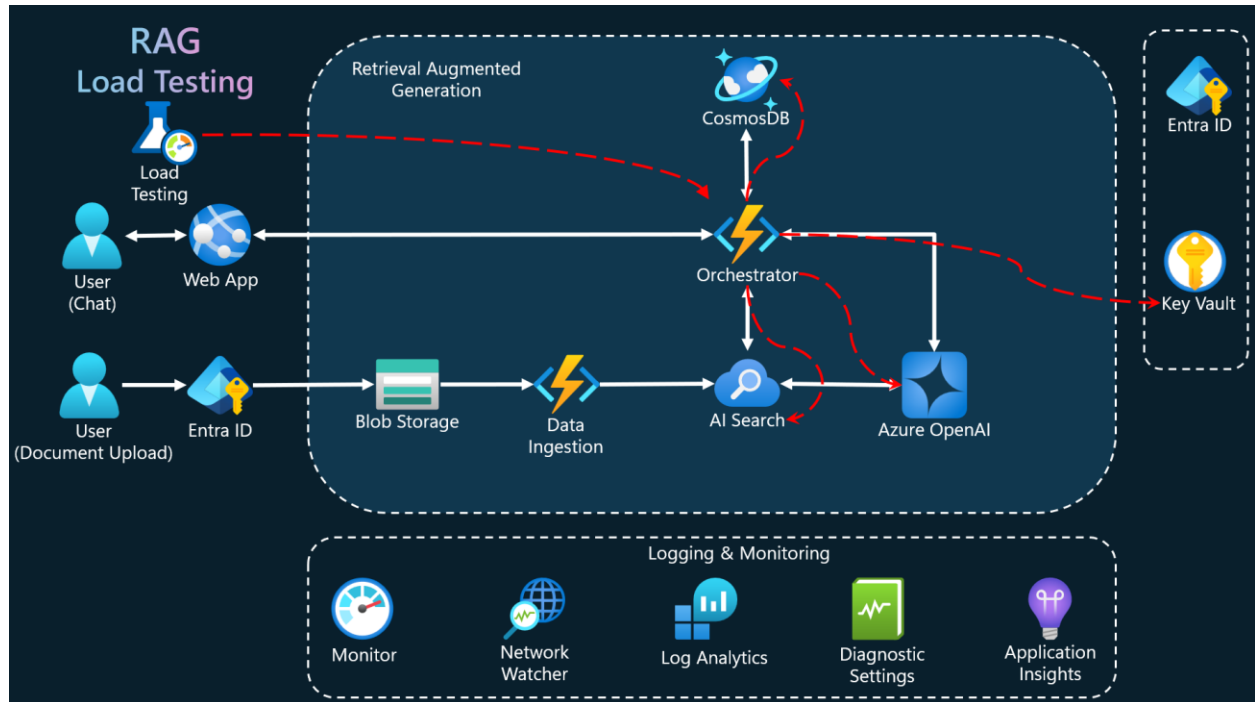 RAG
Load Testing
Load
Testing
Retrieval Augmented
Generation
CosmosDB
Entra ID
User
(Chat)
Web App
Orchestrator
Key Vault
User
(Document Upload)
Entra ID
Blob Storage
Data
Ingestion
AI Search
Azure OpenAI
Logging & Monitoring
Monitor
Network
Watcher
Log Analytics
Diagnostic
Settings
Application
Insights